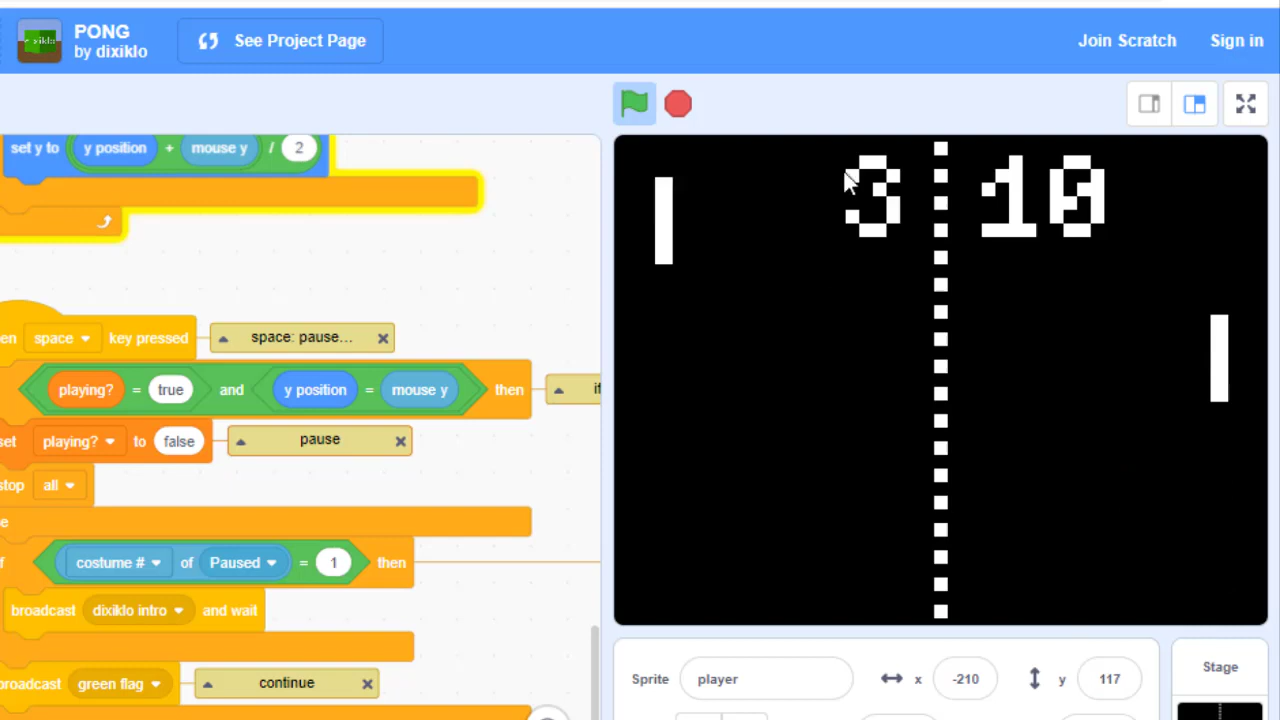 PONG
by dixiklo
See Project Page
Join Scratch
Sign in
set y to y position + mouse y / 2
3 10
space key pressed
space: pause...
playing? = true and y position = mouse y then
set playing? to false
pause
stop all
costume # of Paused = 1 then
broadcast dixiklo intro and wait
broadcast green flag
continue
Sprite player x -210 y 117
Stage